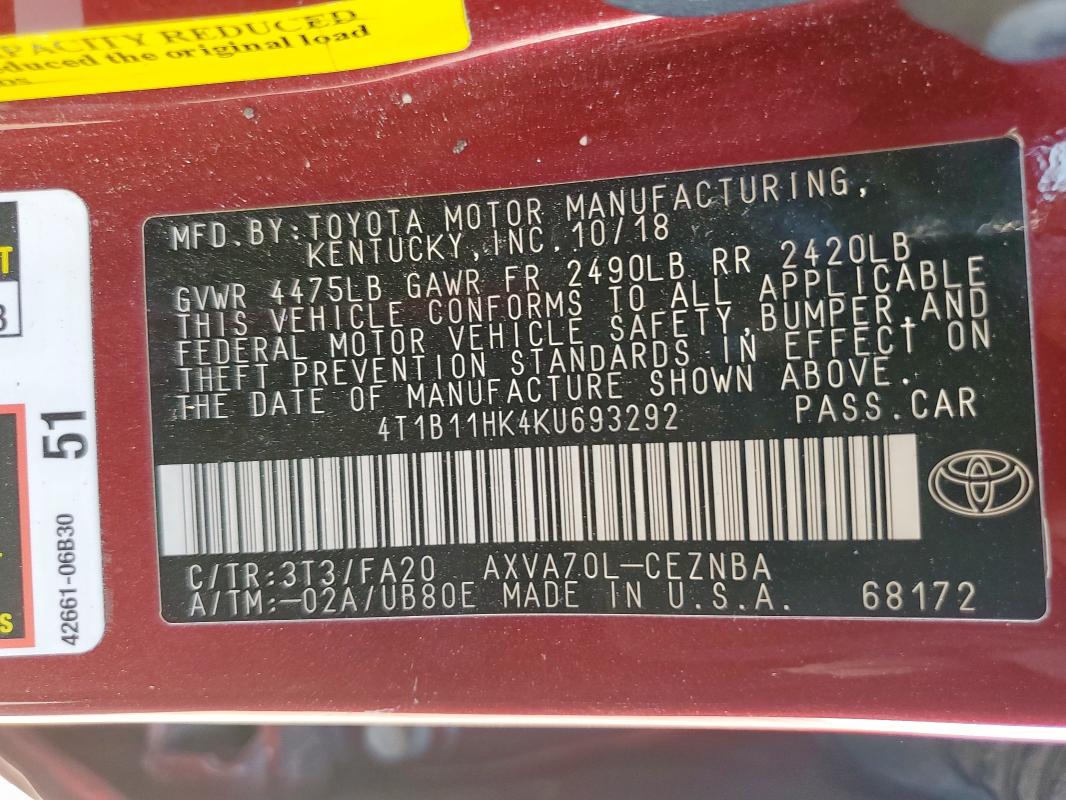 PACITY REDUCED
educed the original load
MFD.BY:TOYOTA MOTOR MANUFACTURING,
KENTUCKY,INC.10/18
GVWR 4475LB GAWR FR 2490LB RR 2420LB
THIS VEHICLE CONFORMS TO ALL APPLICABLE
FEDERAL MOTOR VEHICLE SAFETY,BUMPER,AND
THEFT PREVENTION STANDARDS IN EFFECT ON
THE DATE OF MANUFACTURE SHOWN ABOVE.
4T1B11HK4KU693292 PASS.CAR
C/TR:3T3/FA20 AXVA70L-CEZNBA
A/TM:-02A/UB80E MADE IN U.S.A. 68172
51
42661-06B30